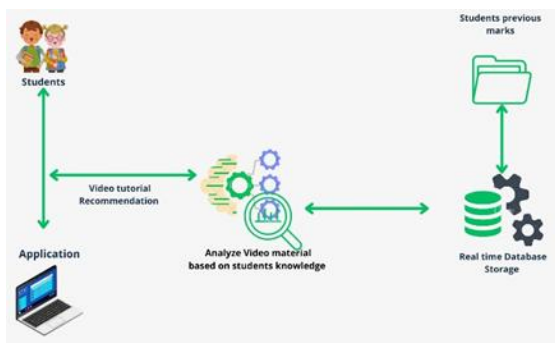 Students previous
marks
Students
Video tutorial
Recommendation
Application
Analyze Video material
based on students knowledge
Real time Database
Storage